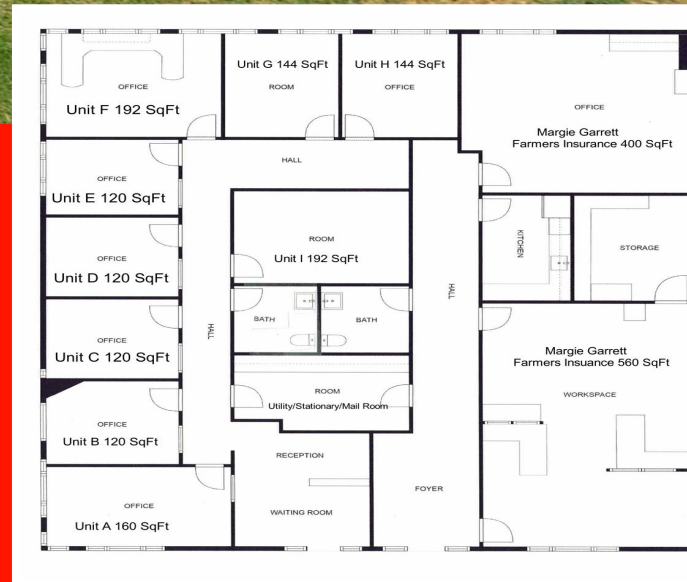 OFFICE
Unit F 192 SqFt
Unit G 144 SqFt
ROOM
Unit H 144 SqFt
OFFICE
OFFICE
Margie Garrett
Farmers Insurance 400 SqFt
HALL
OFFICE
Unit E 120 SqFt
ROOM
Unit I 192 SqFt
KITCHEN
STORAGE
OFFICE
Unit D 120 SqFt
HALL
HALL
BATH
BATH
OFFICE
Unit C 120 SqFt
Margie Garrett
Farmers Insuance 560 SqFt
WORKSPACE
ROOM
Utility/Stationary/Mail Room
OFFICE
Unit B 120 SqFt
RECEPTION
FOYER
WAITING ROOM
OFFICE
Unit A 160 SqFt